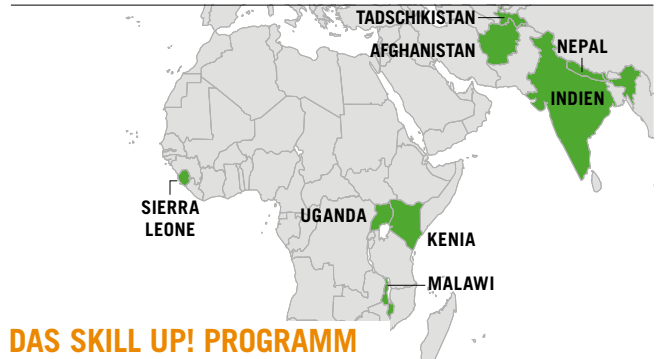 TADSCHIKISTAN
AFGHANISTAN
NEPAL
INDIEN
SIERRA
LEONE
UGANDA
KENIA
MALAWI
DAS SKILL UP! PROGRAMM